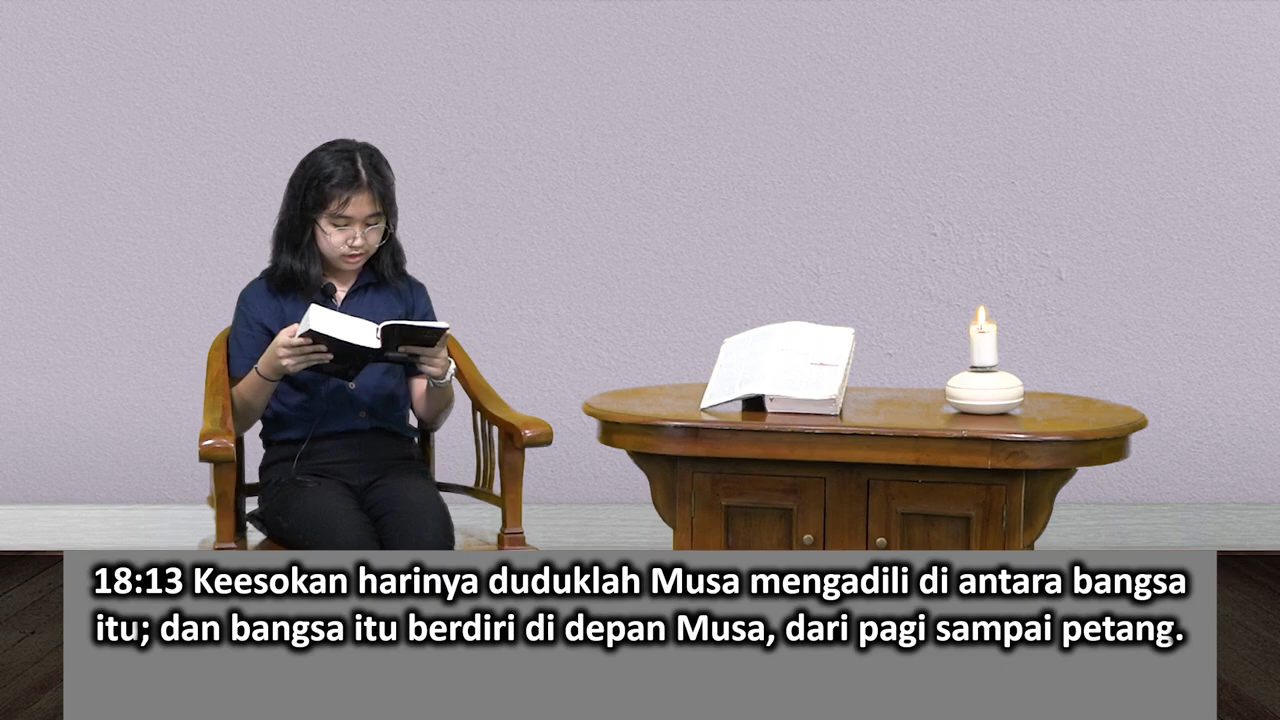 18:13 Keesokan harinya duduklah Musa mengadili di antara bangsa
itu; dan bangsa itu berdiri di depan Musa, dari pagi sampai petang.